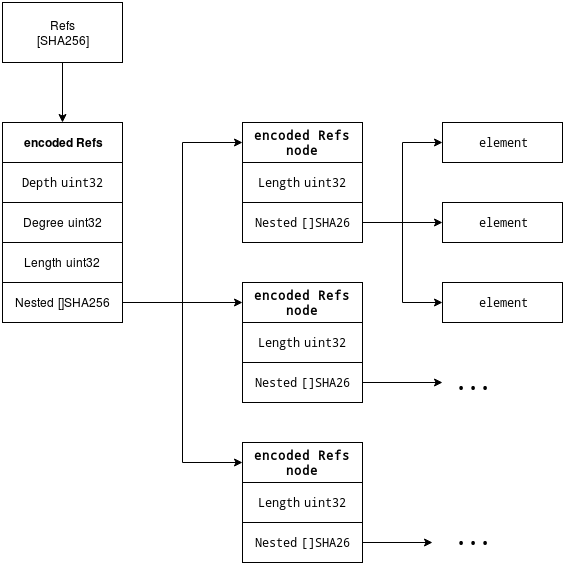 Refs
[SHA256]
encoded Refs
Depth uint32
Degree uint32
Length uint32
Nested []SHA256
encoded Refs
node
Length uint32
Nested []SHA26
element
element
element
encoded Refs
node
Length uint32
Nested []SHA26
...
encoded Refs
node
Length uint32
Nested []SHA26
...